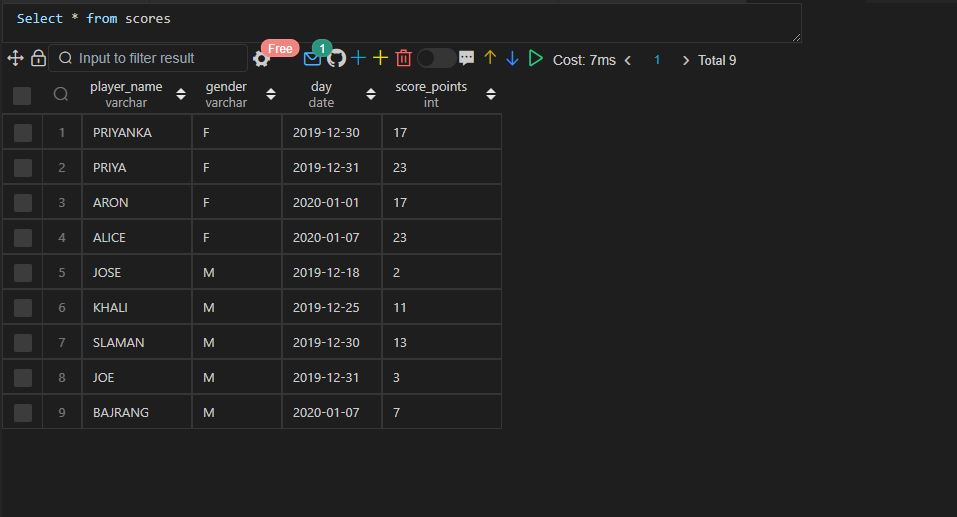 Select * from scores
Input to filter result Free 1 Cost: 7ms 1 Total 9
player_name gender day score_points
varchar varchar date int
1 PRIYANKA F 2019-12-30 17
2 PRIYA F 2019-12-31 23
3 ARON F 2020-01-01 17
4 ALICE F 2020-01-07 23
5 JOSE M 2019-12-18 2
6 KHALI M 2019-12-25 11
7 SLAMAN M 2019-12-30 13
8 JOE M 2019-12-31 3
9 BAJRANG M 2020-01-07 7